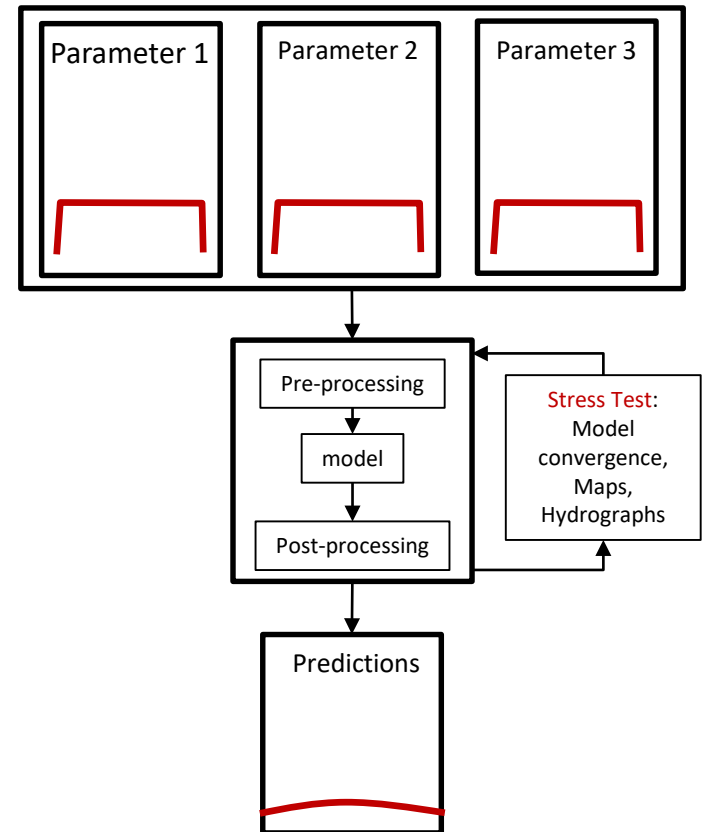 Parameter 1
Parameter 2
Parameter 3
Pre-processing
model
Post-processing
Stress Test:
Model
convergence,
Maps,
Hydrographs
Predictions